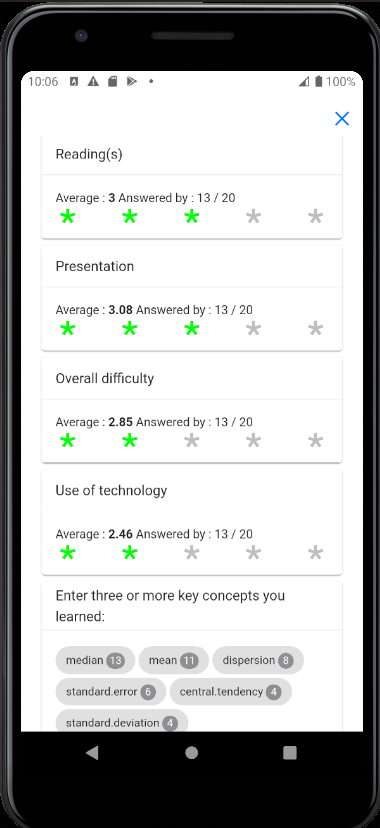 10:06 100%
Reading(s)
Average : 3 Answered by : 13 / 20
Presentation
Average : 3.08 Answered by : 13 / 20
Overall difficulty
Average : 2.85 Answered by : 13 / 20
Use of technology
Average : 2.46 Answered by : 13 / 20
Enter three or more key concepts you
learned:
median 13 mean 11 dispersion 8
standard.error 6 central.tendency 4
standard.deviation 4